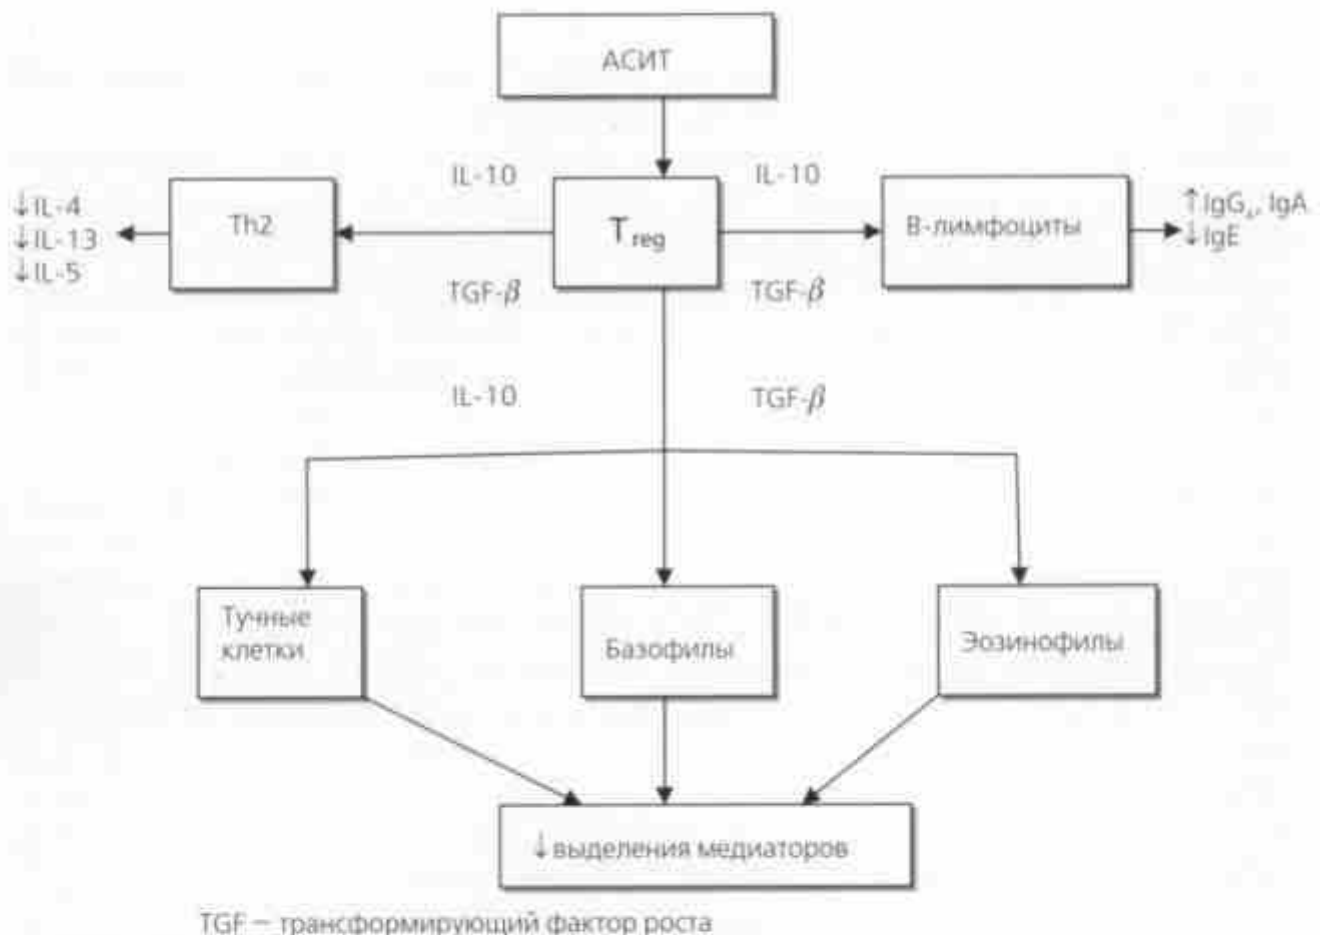 АСИТ
IL-10
IL-10
↓IL-4
↓IL-13
↓IL-5
Th2
T reg
В-лимфоциты
↑IgG₄, IgA
↓IgE
TGF-β
TGF-β
IL-10
TGF-β
Тучные
клетки
Базофилы
Эозинофилы
↓выделения медиаторов
TGF — трансформирующий фактор роста